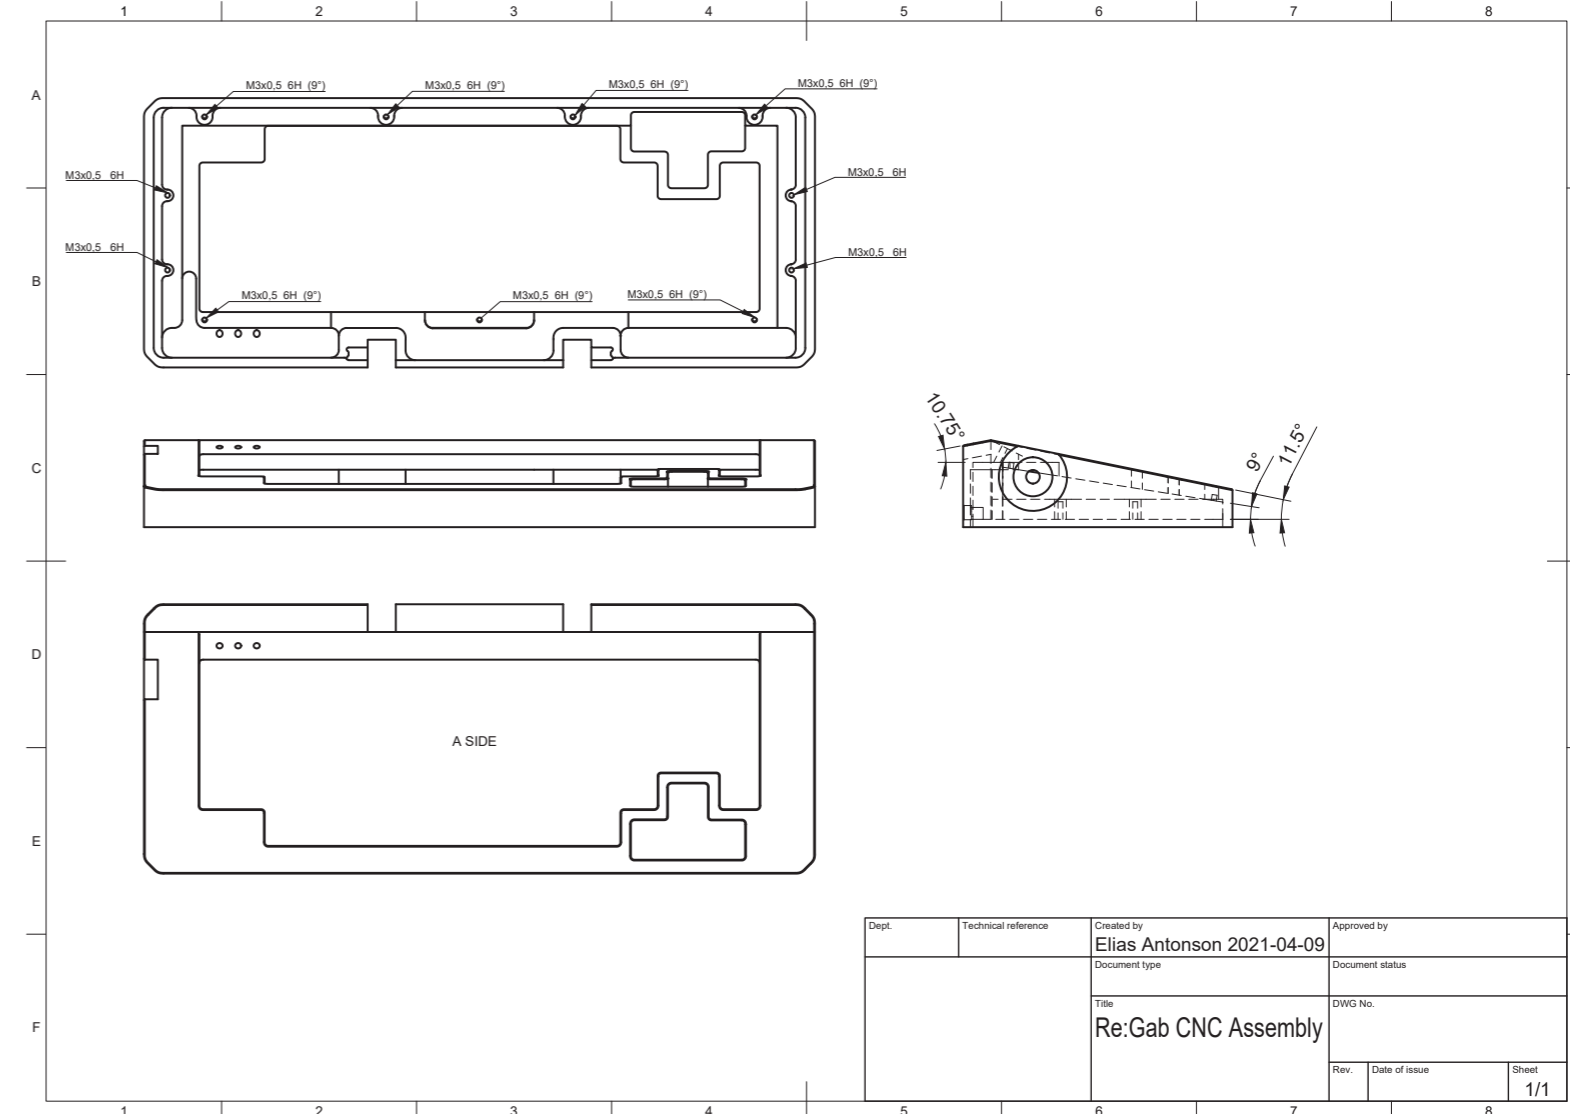 1 2 3 4 5 6 7 8
A
M3x0,5 6H (9°) M3x0,5 6H (9°) M3x0,5 6H (9°) M3x0,5 6H (9°)
M3x0,5 6H M3x0,5 6H
M3x0,5 6H M3x0,5 6H
B
M3x0,5 6H (9°) M3x0,5 6H (9°) M3x0,5 6H (9°)
10.75°
11.5°
9°
C
D
A SIDE
E
Dept. Technical reference Created by Approved by
Elias Antonson 2021-04-09
Document type Document status
Title DWG No.
F
Re:Gab CNC Assembly
Rev. Date of issue Sheet
1/1
1 2 3 4 5 6 7 8